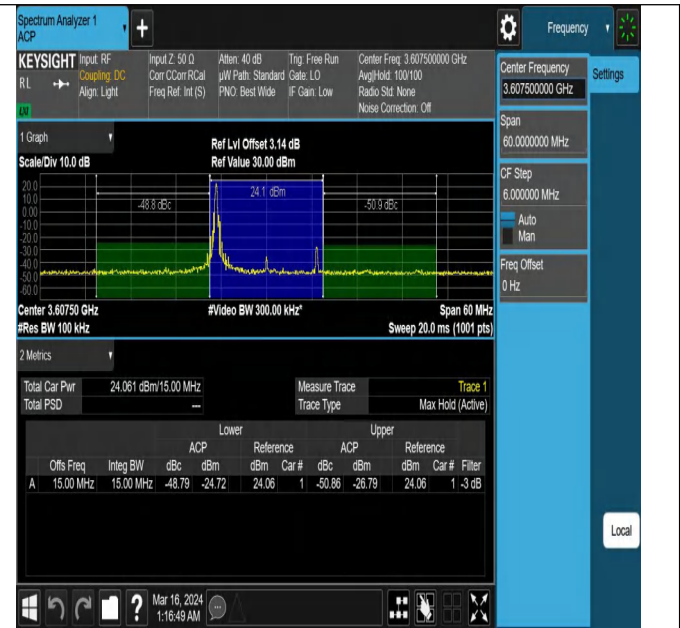 Spectrum Analyzer 1
ACP
Frequency
KEYSIGHT Input: RF Input Z: 50 Ω Atten: 40 dB Trig: Free Run Center Freq: 3.607500000 GHz
RL Coupling: DC Corr CCorr RCal µW Path: Standard Gate: LO Avg|Hold: 100/100
Align: Light Freq Ref: Int (S) PNO: Best Wide IF Gain: Low Radio Std: None
LXI Noise Correction: Off
Center Frequency
3.607500000 GHz
Settings
Span
60.0000000 MHz
CF Step
6.000000 MHz
Auto
Man
Freq Offset
0 Hz
Local
1 Graph
Ref Lvl Offset 3.14 dB
Scale/Div 10.0 dB Ref Value 30.00 dBm
20.0
10.0
0.00
-10.0
-20.0
-30.0
-40.0
-50.0
-60.0
-48.8 dBc 24.1 dBm -50.9 dBc
Center 3.60750 GHz #Video BW 300.00 kHz* Span 60 MHz
#Res BW 100 kHz Sweep 20.0 ms (1001 pts)
2 Metrics
Total Car Pwr 24.061 dBm/15.00 MHz Measure Trace Trace 1
Total PSD --- Trace Type Max Hold (Active)
Lower Upper
ACP Reference ACP Reference
Offs Freq Integ BW dBc dBm dBm Car # dBc dBm dBm Car # Filter
A 15.00 MHz 15.00 MHz -48.79 -24.72 24.06 1 -50.86 -26.79 24.06 1 -3 dB
? Mar 16, 2024
1:16:49 AM